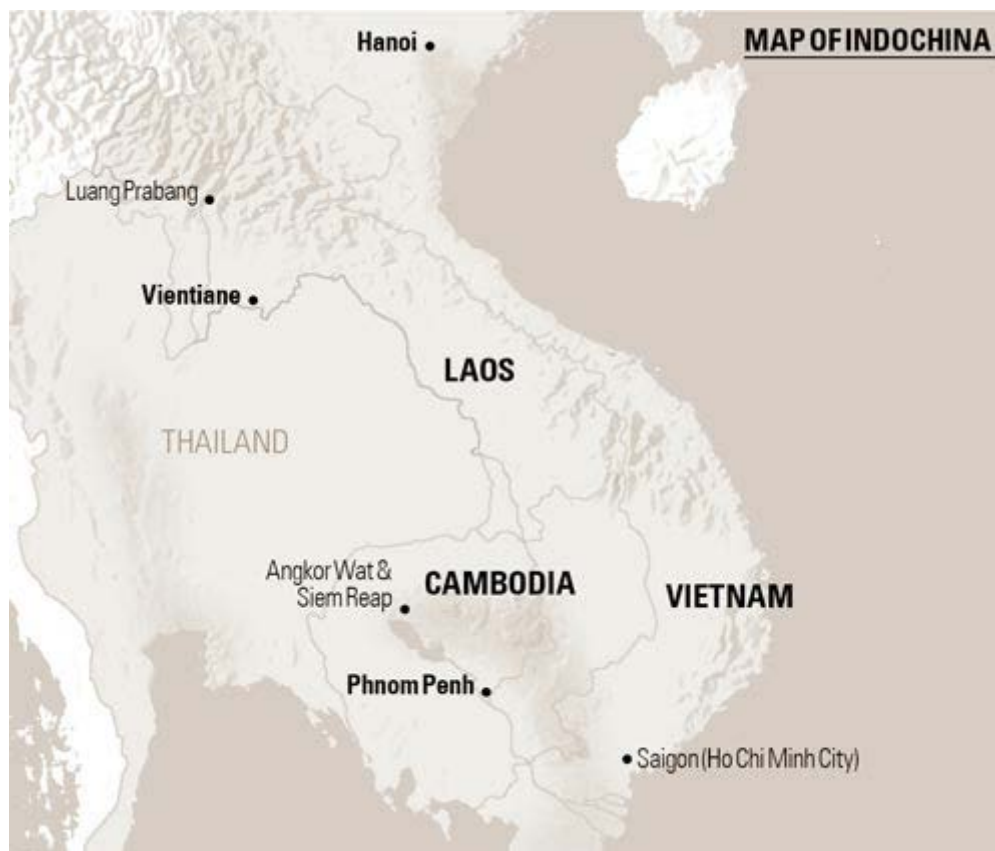 Hanoi
MAP OF INDOCHINA
Luang Prabang
Vientiane
LAOS
THAILAND
Angkor Wat &
Siem Reap
CAMBODIA
VIETNAM
Phnom Penh
Saigon (Ho Chi Minh City)